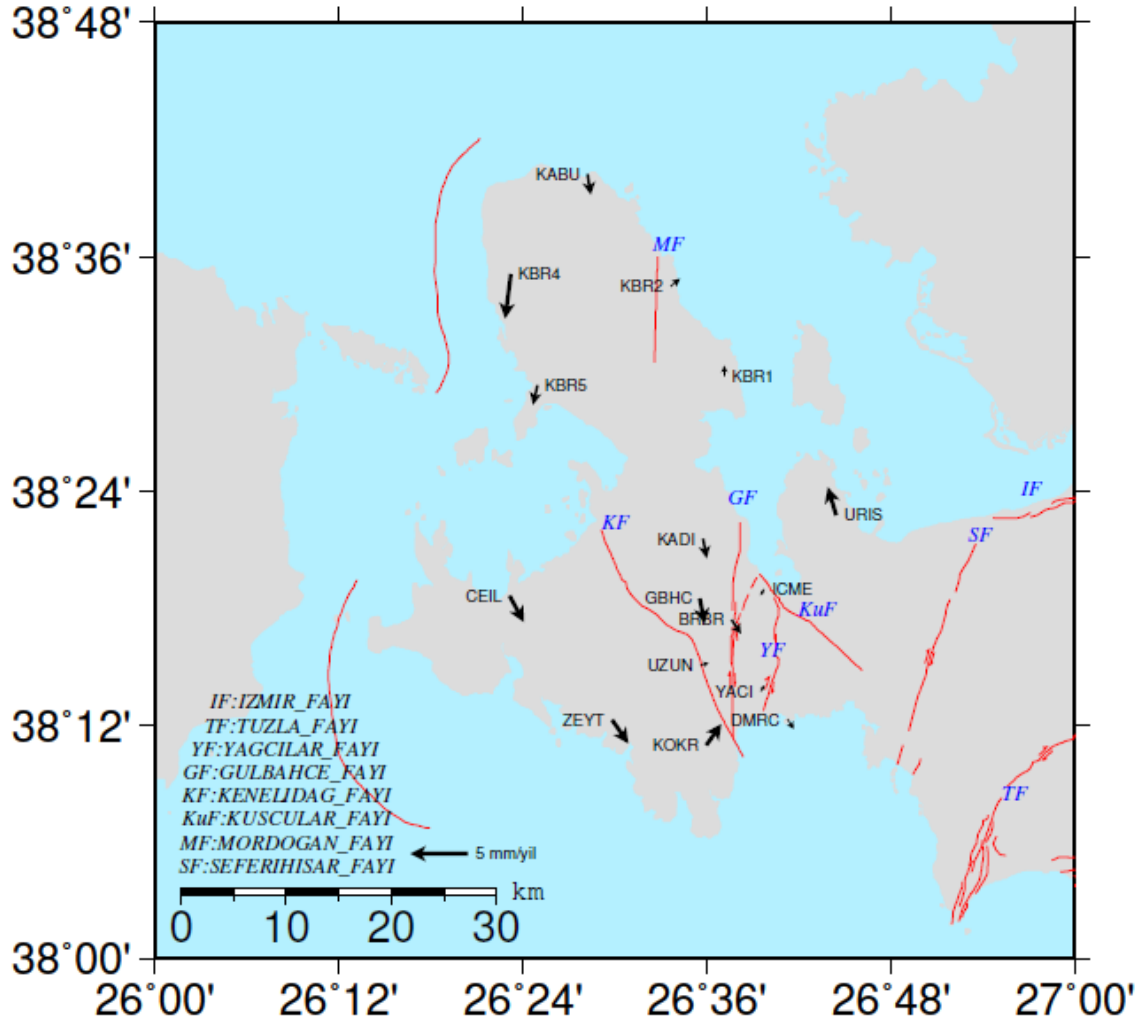 38°48'
KABU
MF
38°36'
KBR4
KBR2
KBR1
KBR5
38°24'
GF
IF
KF
URIS
SF
KADI
CEIL
GBHC
ICME
BRBR
KuF
YF
UZUN
YACI
IF:IZMIR_FAYI
ZEYT
DMRC
38°12'
TF:TUZLA_FAYI
KOKR
YF:YAGCILAR_FAYI
GF:GULBAHCE_FAYI
KF:KENELIDAG_FAYI
TF
KuF:KUSCULAR_FAYI
MF:MORDOGAN_FAYI
5 mm/yil
SF:SEFERIHISAR_FAYI
km
0 10 20 30
38°00'
26°00' 26°12' 26°24' 26°36' 26°48' 27°00'